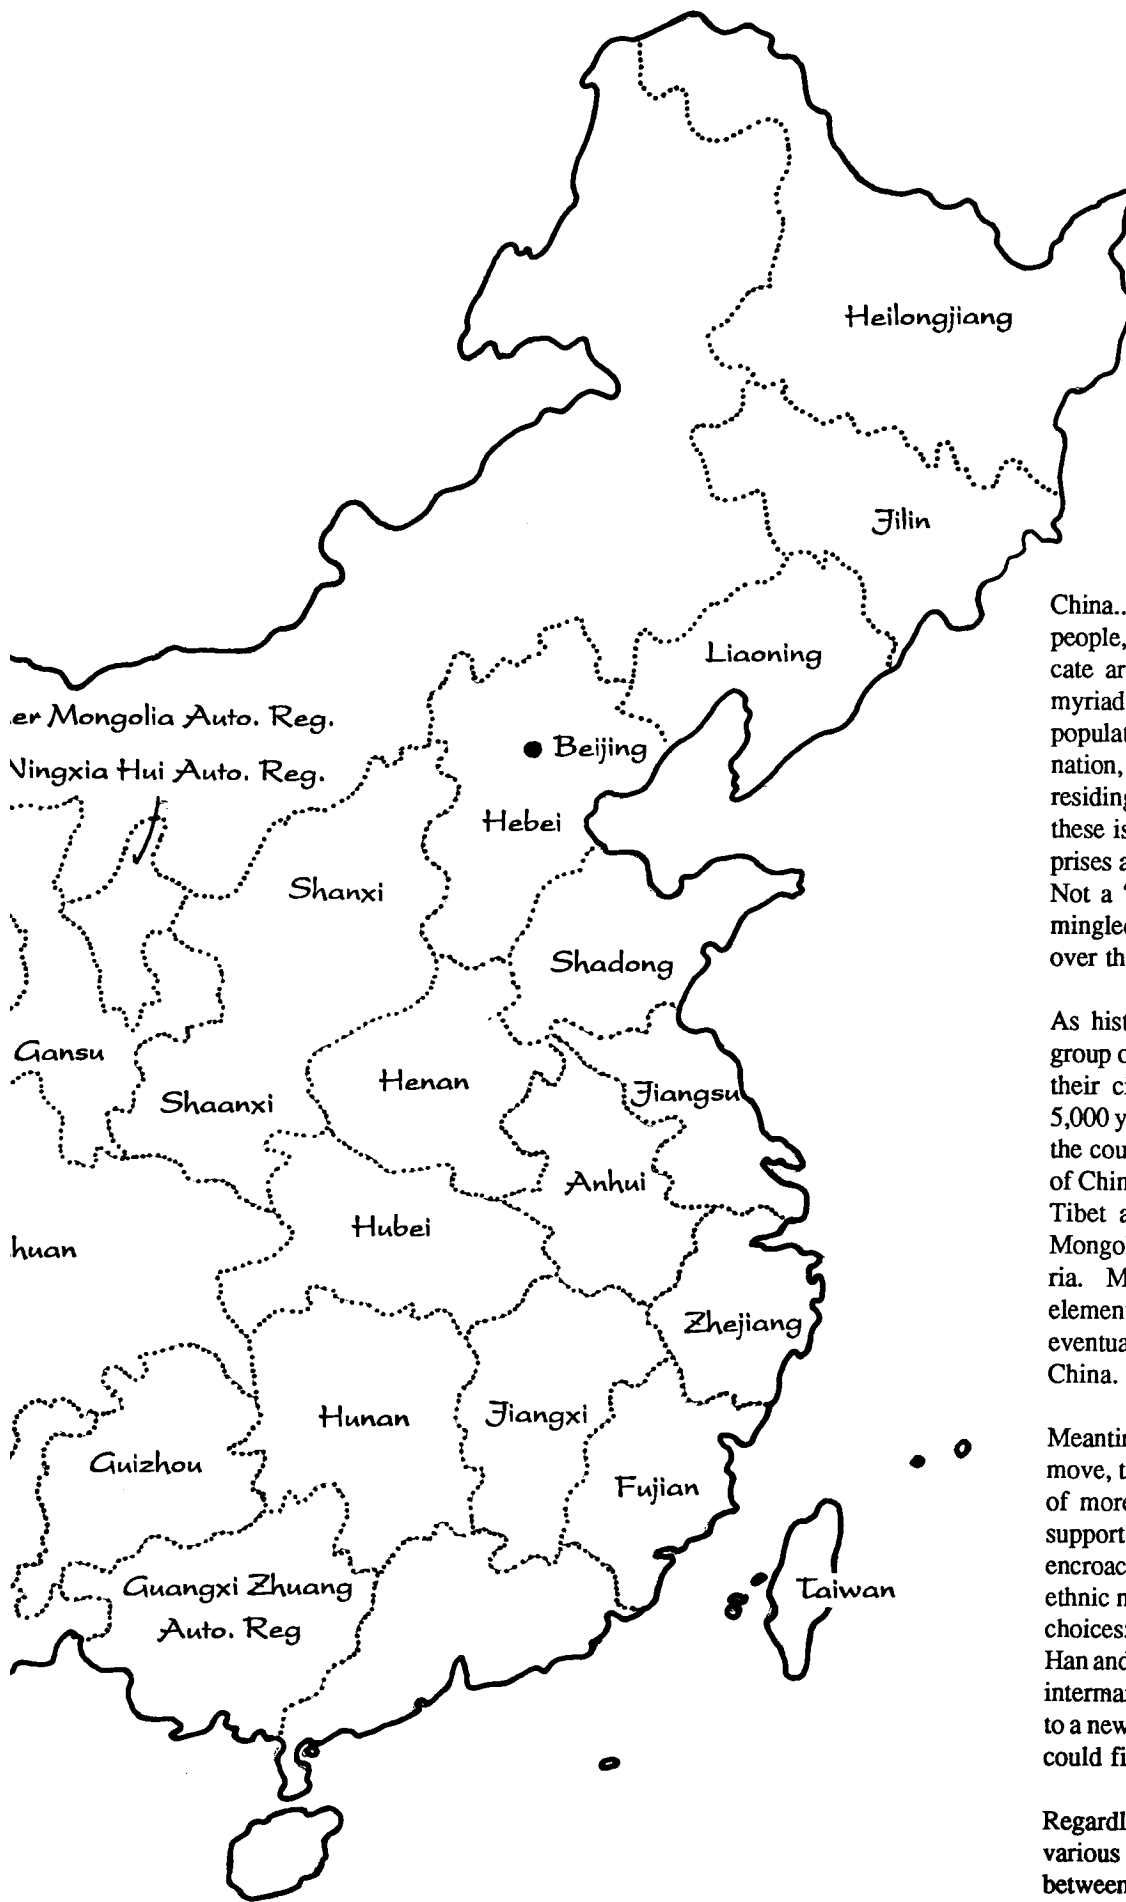 Heilongjiang
Jilin
Liaoning
er Mongolia Auto. Reg.
Beijing
Ningxia Hui Auto. Reg.
Hebei
Shanxi
Shadong
Gansu
Henan
Jiangsu
Shaanxi
Anhui
Hubei
huan
Zhejiang
Hunan
Jiangxi
Guizhou
Fujian
Guangxi Zhuang
Auto. Reg
Taiwan
China..
people,
cate ar
myriad
populat
nation,
residing
these is
prises a
Not a "
mingled
over th
As hist
group o
their ci
5,000 y
the cou
of Chin
Tibet a
Mongol
ria. M
element
eventua
China.
Meantin
move, t
of more
support
encroac
ethnic n
choices:
Han and
interma
to a new
could fi
Regardl
various
between